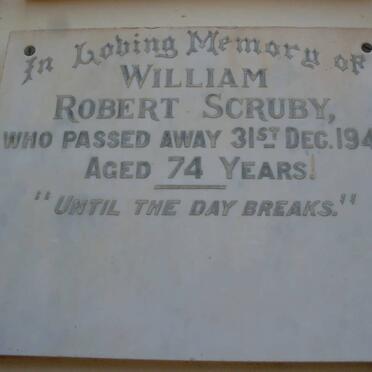 In Loving Memory of
WILLIAM
ROBERT SCRUBY,
WHO PASSED AWAY 31ST DEC. 194
AGED 74 YEARS.
"UNTIL THE DAY BREAKS."